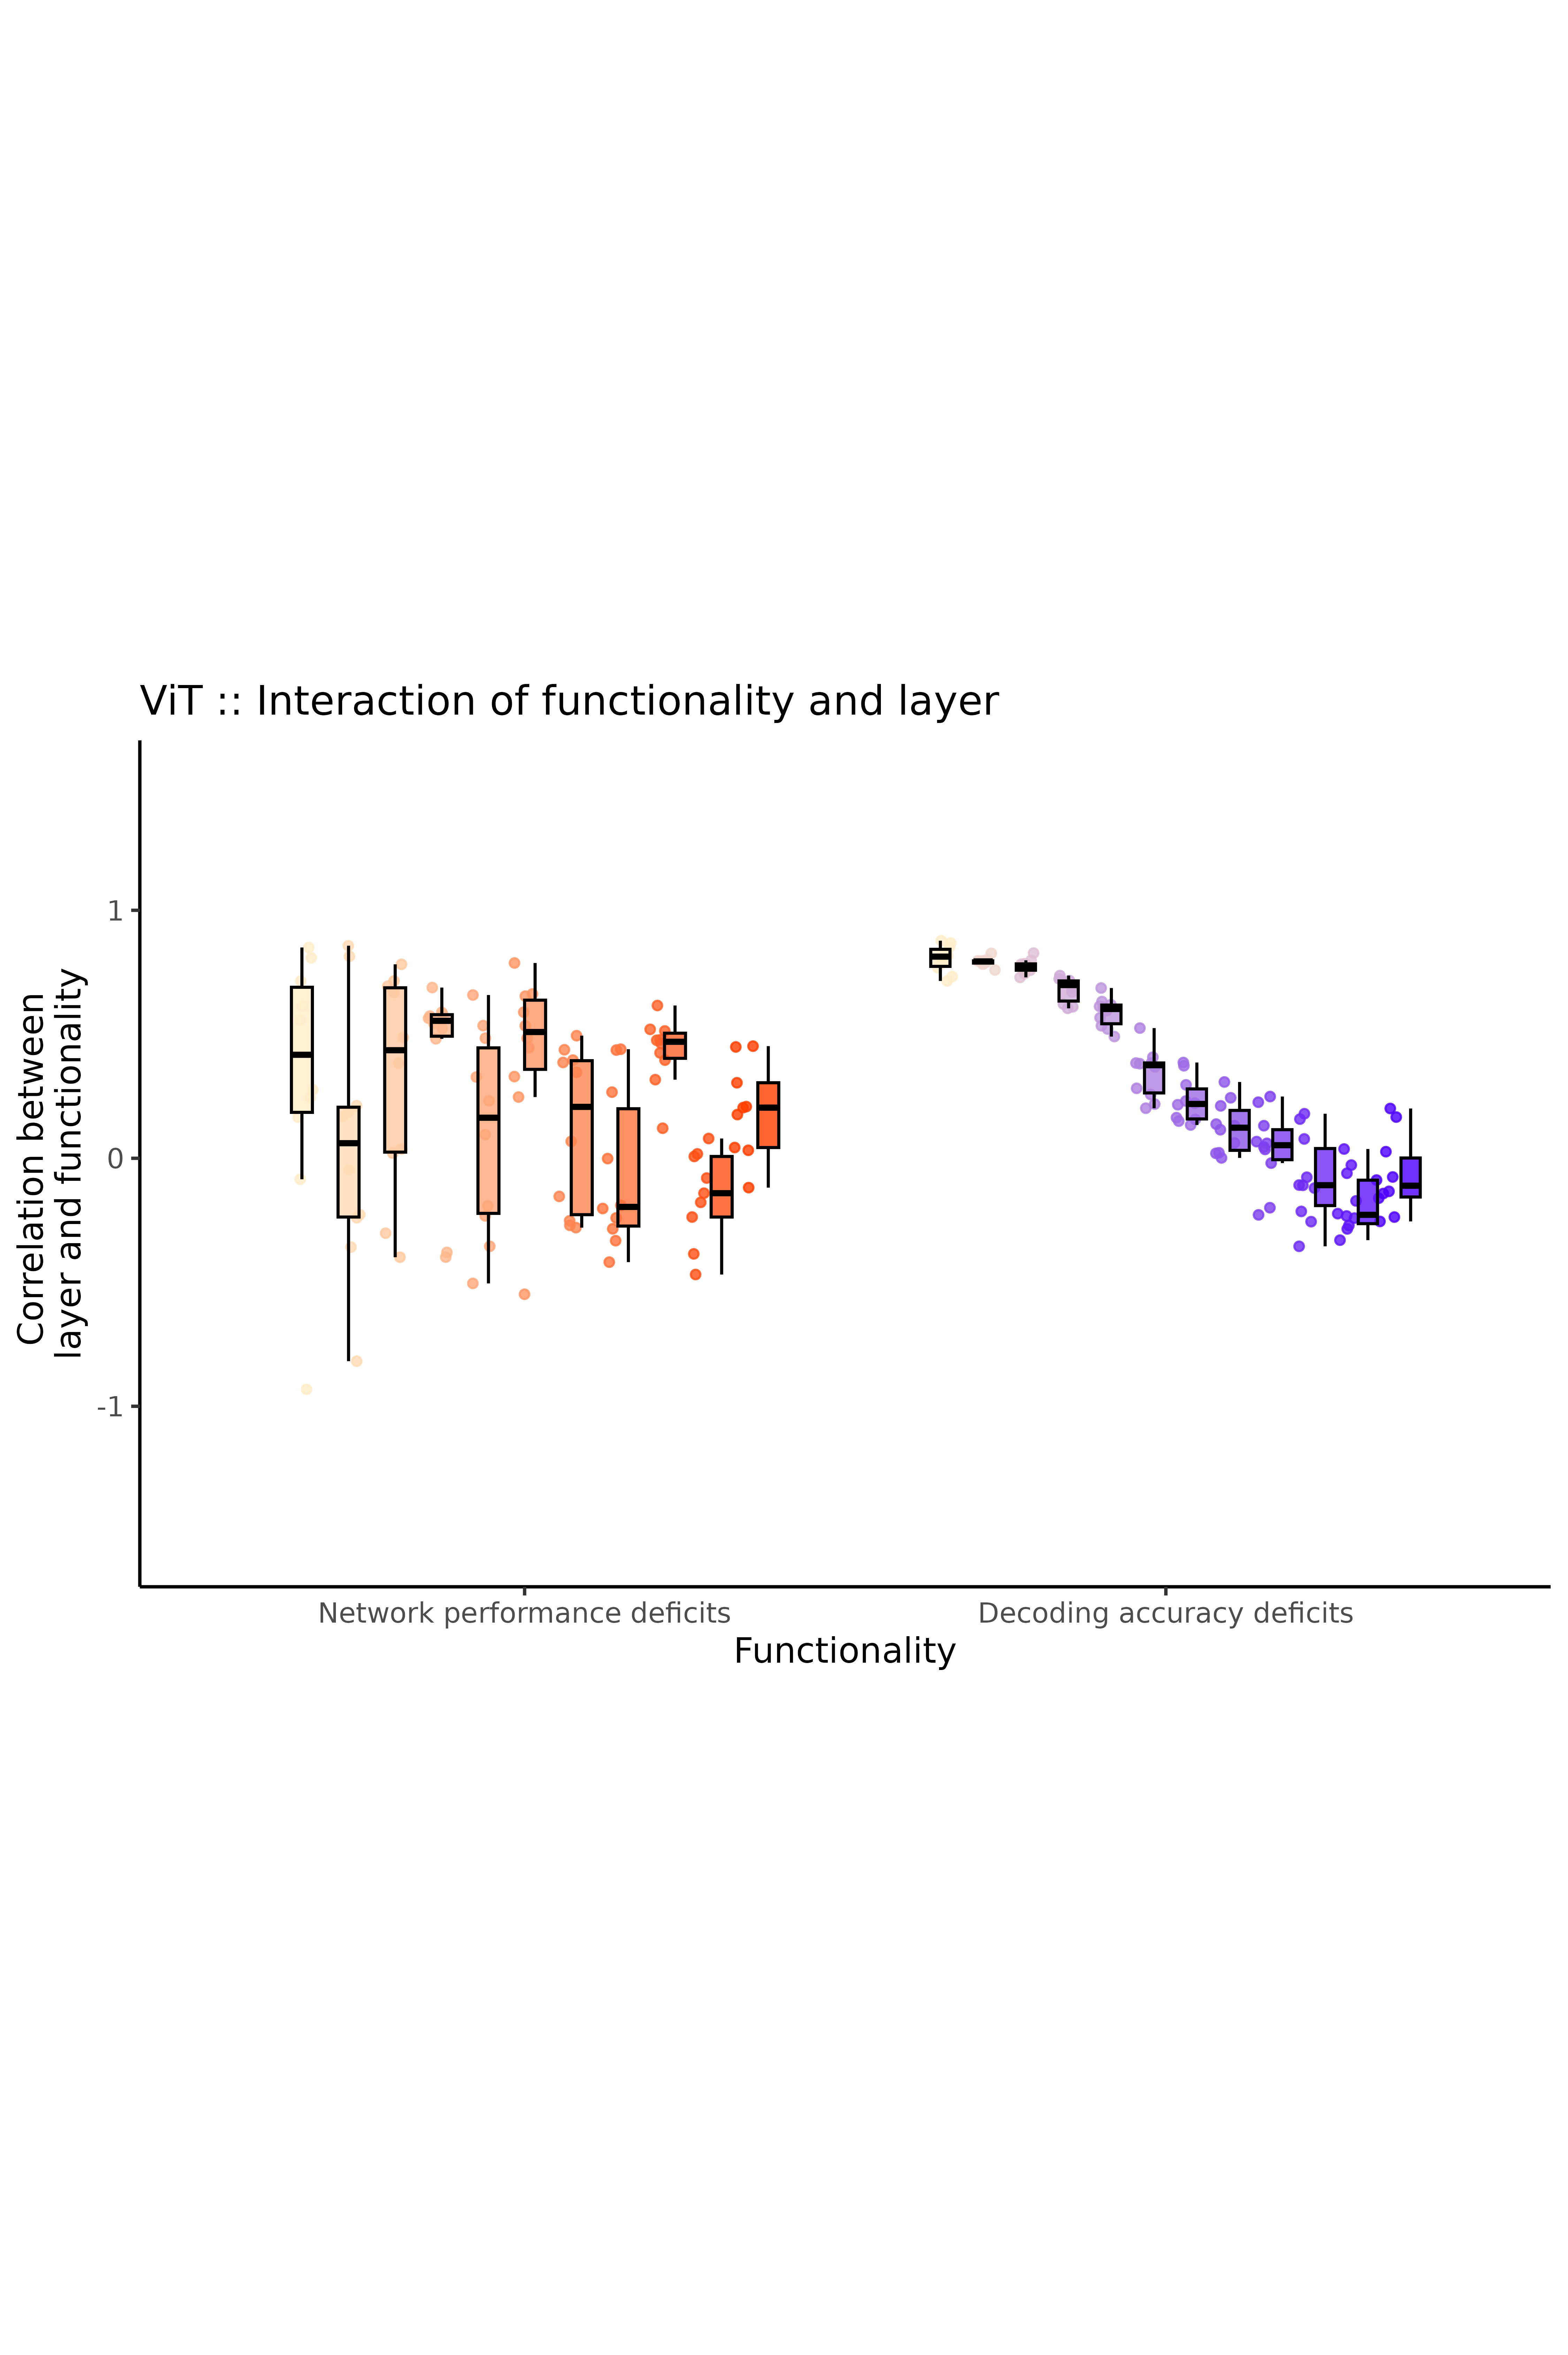 ViT :: Interaction of functionality and layer
Correlation between
layer and functionality
1
0
-1
Network performance deficits
Decoding accuracy deficits
Functionality